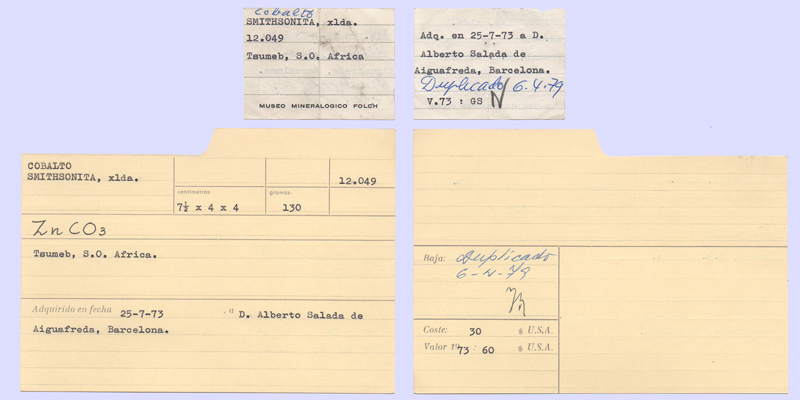 Cobalto
SMITHSONITA, xlda.
12.049
Tsumeb, S.O. Africa
MUSEO MINERALOGICO FOLCH
Adq. en 25-7-73 a D.
Alberto Salada de
Aiguafreda, Barcelona.
Duplicado 6-4-79
V.73 : GS
COBALTO
SMITHSONITA, xlda.
12.049
centímetros
gramos
7½ x 4 x 4
130
ZnCO3
Tsumeb, S.O. Africa.
Adquirido en fecha 25-7-73 a D. Alberto Salada de
Aiguafreda, Barcelona.
Baja: Duplicado
6-4-79
Coste: 30 $ U.S.A.
Valor 19 73 : 60 $ U.S.A.